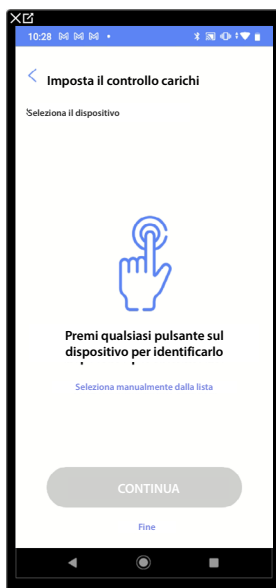 10:28
Imposta il controllo carichi
Seleziona il dispositivo
Premi qualsiasi pulsante sul
dispositivo per identificarlo
Seleziona manualmente dalla lista
CONTINUA
Fine